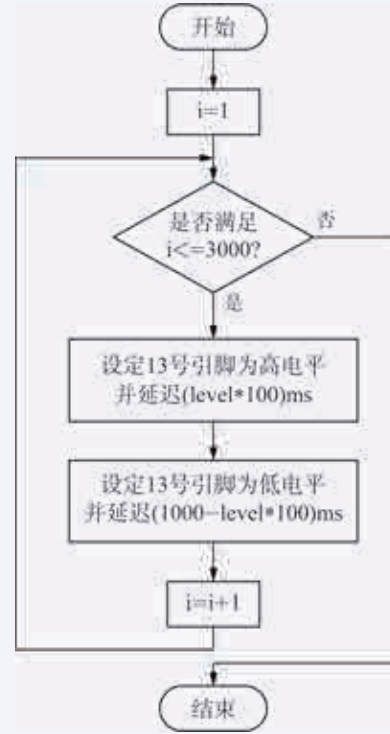 开始
i=1
是否满足
i<=3000?
否
是
设定13号引脚为高电平
并延迟(level*100)ms
设定13号引脚为低电平
并延迟(1000-level*100)ms
i=i+1
结束